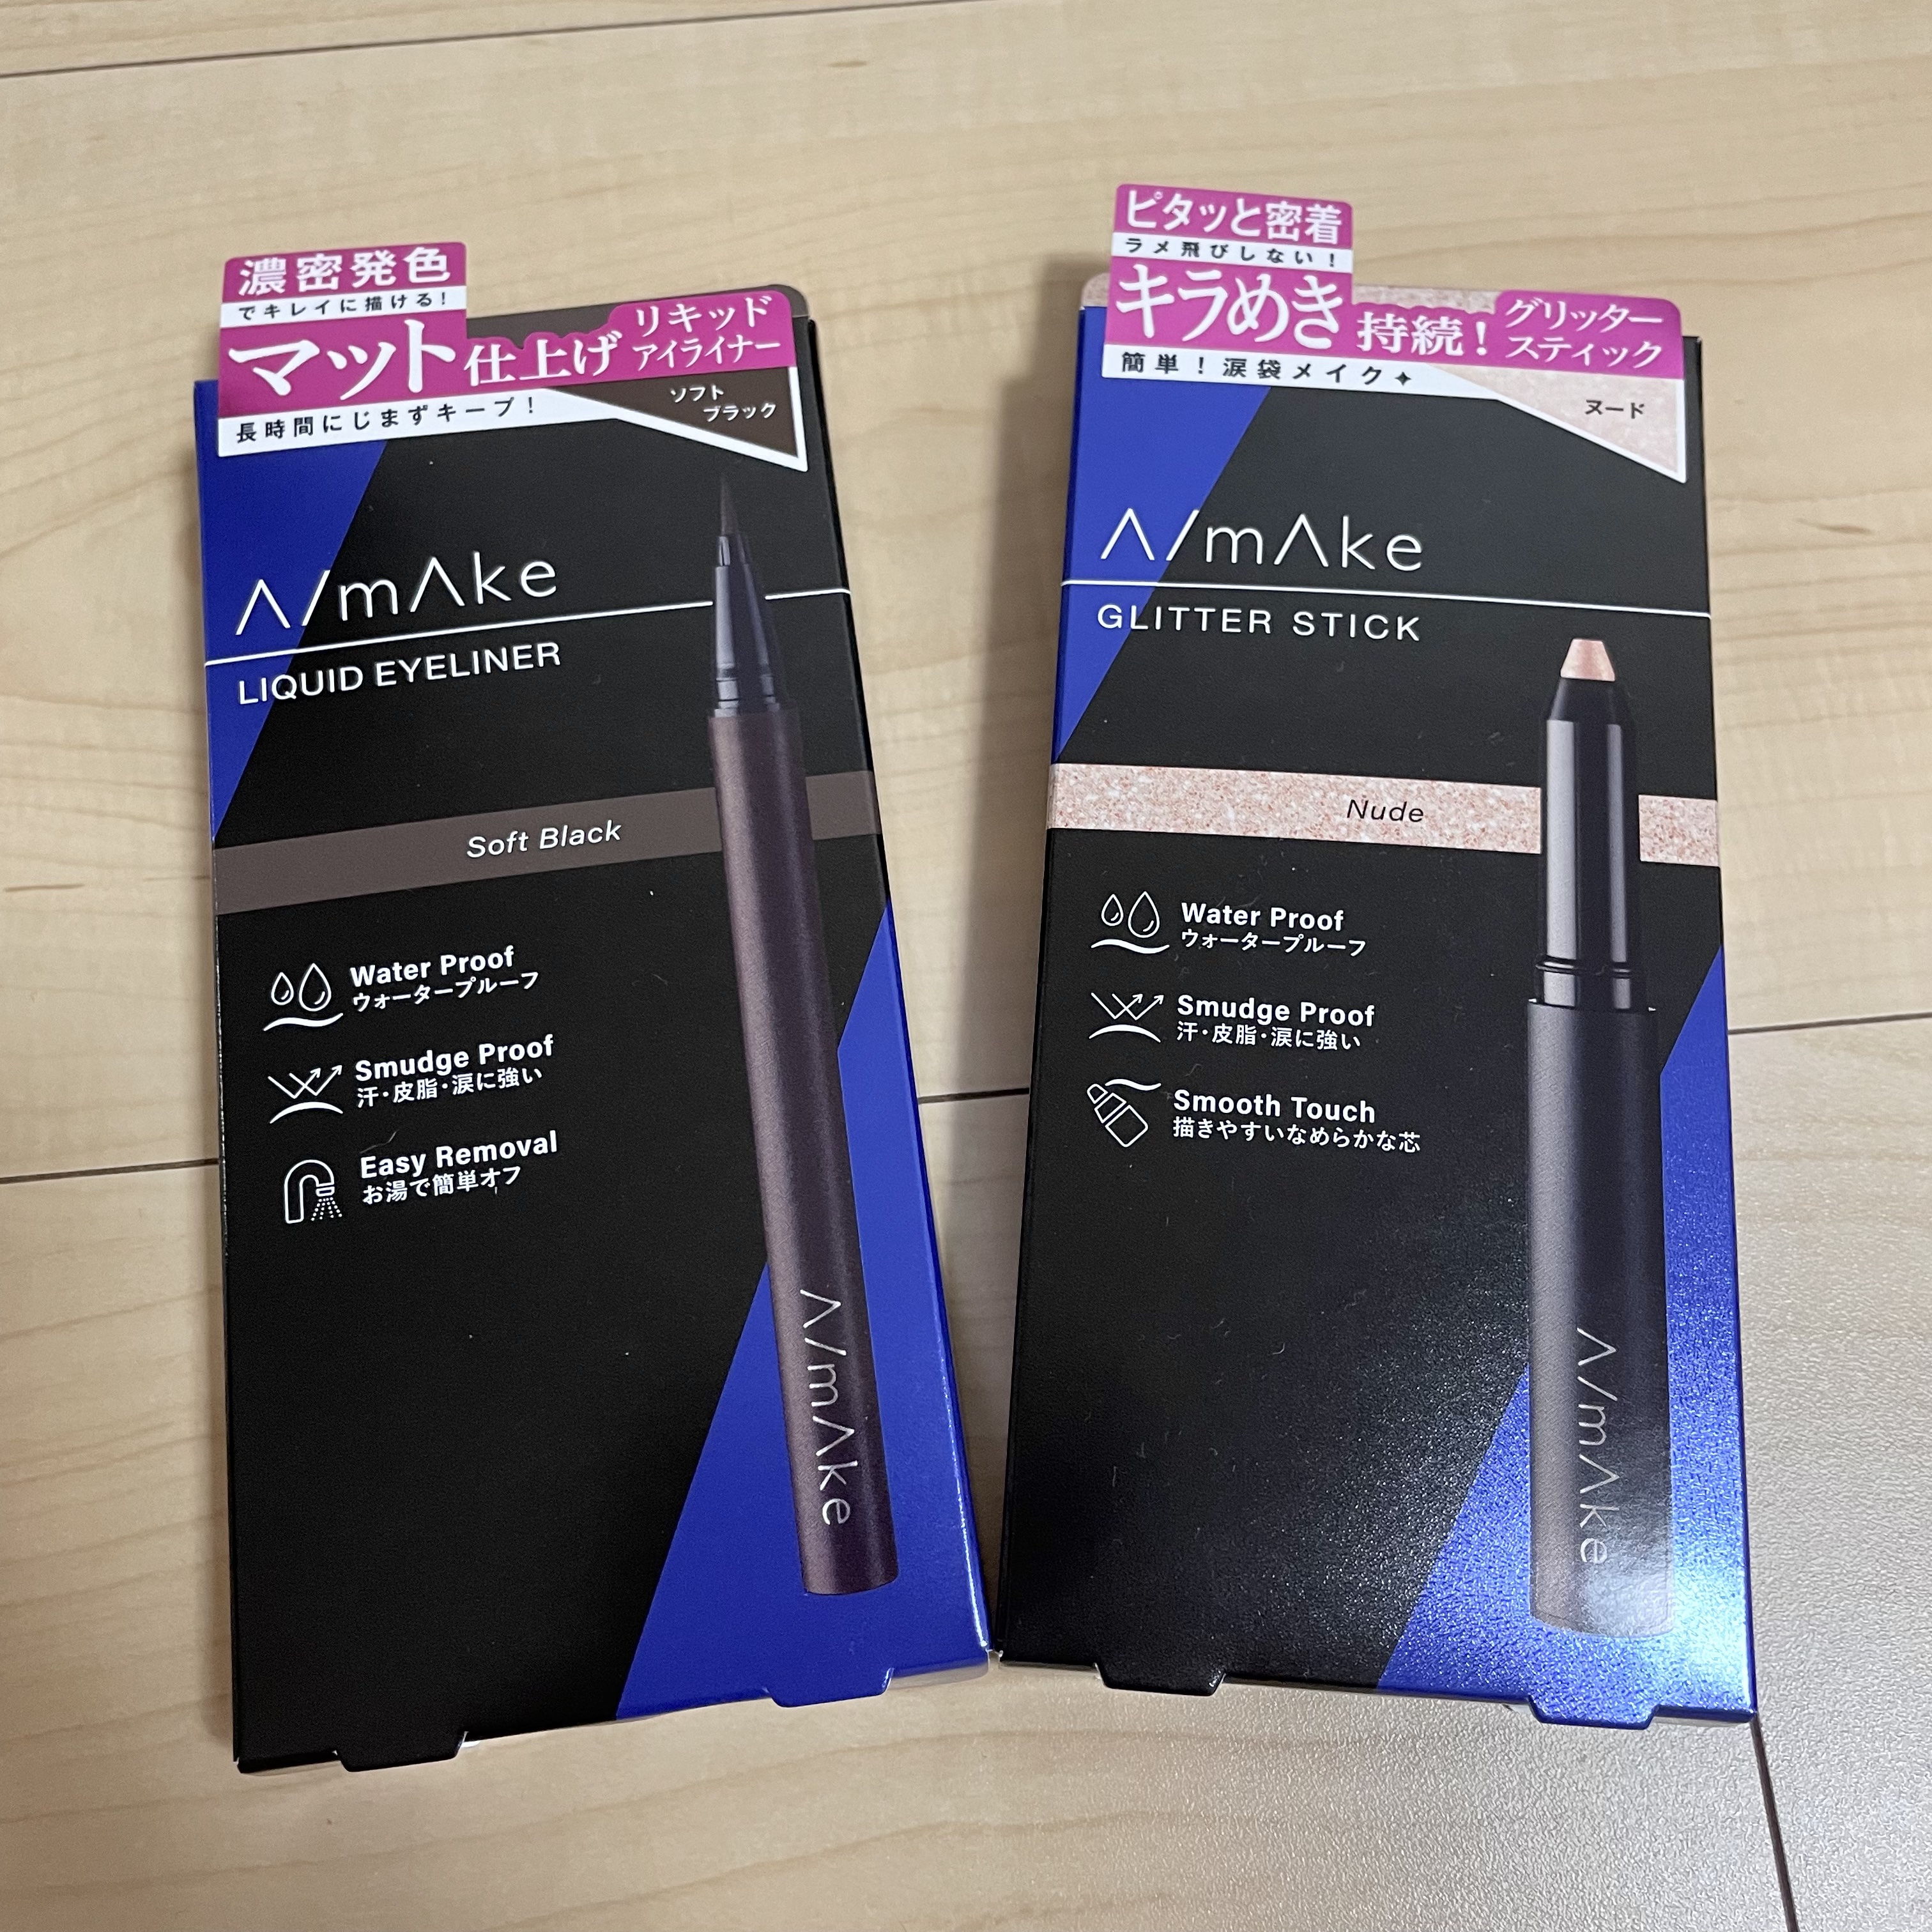 濃密発色
でキレイに描ける！
マット仕上げ
リキッド
アイライナー
長時間にじまずキープ！
ソフト
ブラック
Λ/mΛke
LIQUID EYELINER
Soft Black
Water Proof
ウォータープルーフ
Smudge Proof
汗・皮脂・涙に強い
Easy Removal
お湯で簡単オフ
Λ/mΛke
ピタッと密着
ラメ飛びしない！
キラめき持続！
グリッター
スティック
簡単！涙袋メイク✦
ヌード
Λ/mΛke
GLITTER STICK
Nude
Water Proof
ウォータープルーフ
Smudge Proof
汗・皮脂・涙に強い
Smooth Touch
描きやすいなめらかな芯
Λ/mΛke